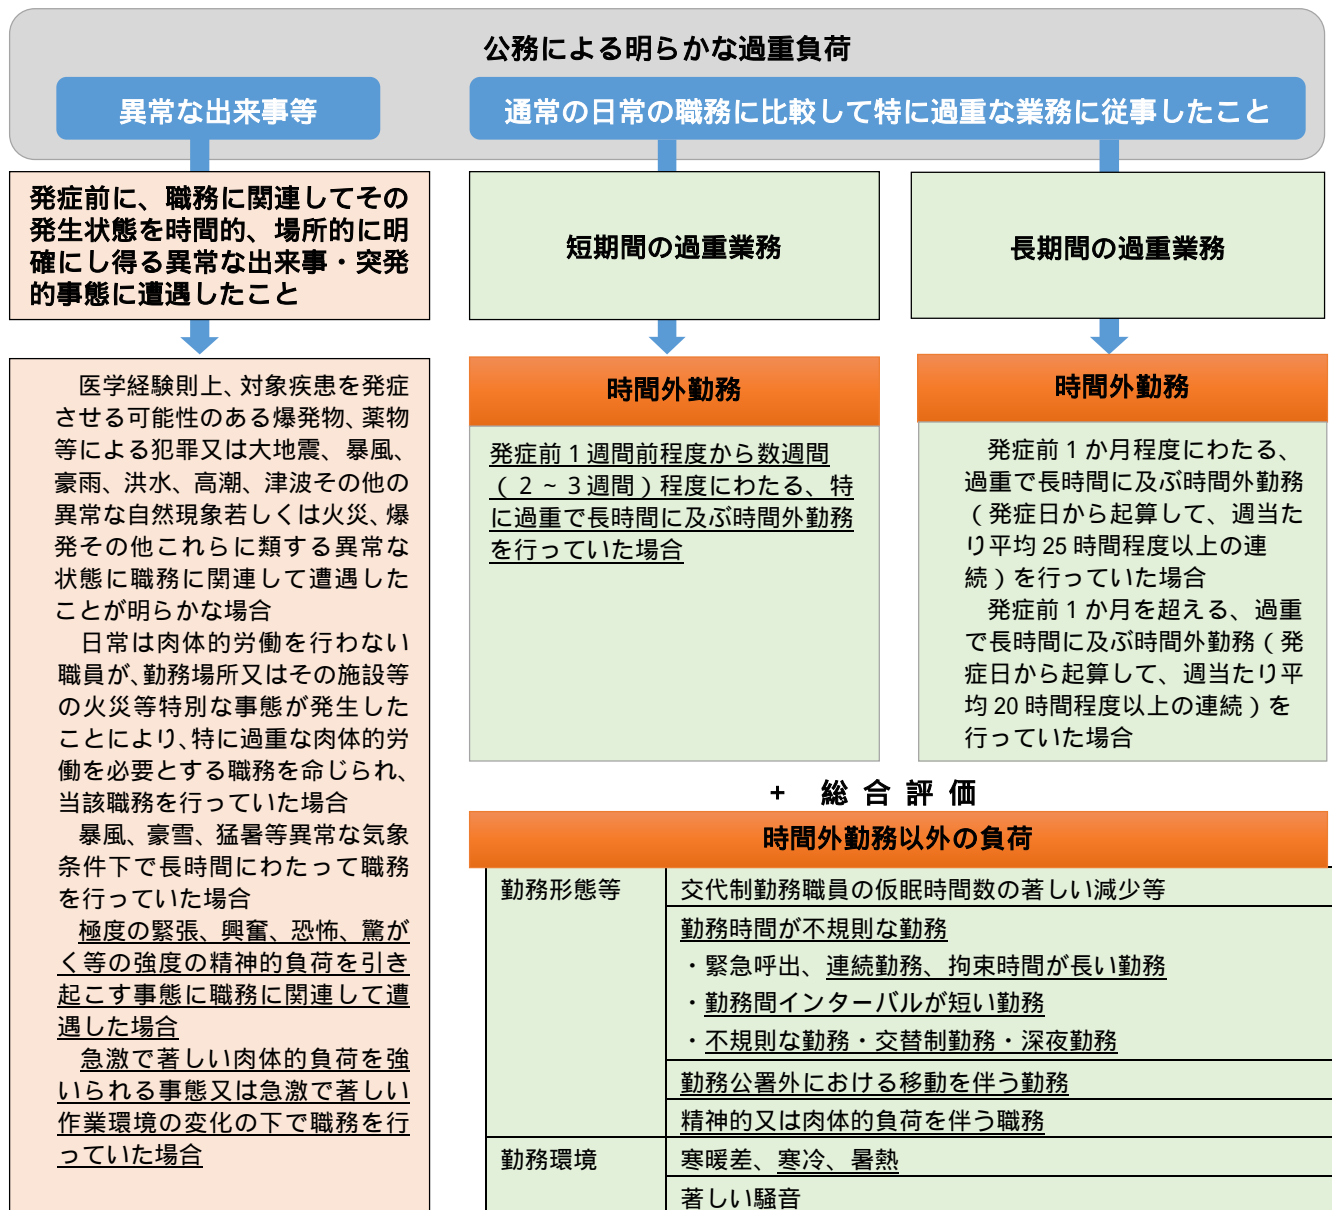 公務による明らかな過重負荷
異常な出来事等
通常の日常の職務に比較して特に過重な業務に従事したこと
発症前に、職務に関連してその
発生状態を時間的、場所的に明
確にし得る異常な出来事・突発
的事態に遭遇したこと
医学経験則上、対象疾患を発症
させる可能性のある爆発物、薬物
等による犯罪又は大地震、暴風、
豪雨、洪水、高潮、津波その他の
異常な自然現象若しくは火災、爆
発その他これらに類する異常な
状態に職務に関連して遭遇した
ことが明らかな場合
日常は肉体的労働を行わない
職員が、勤務場所又はその施設等
の火災等特別な事態が発生した
ことにより、特に過重な肉体的労
働を必要とする職務を命じられ、
当該職務を行っていた場合
暴風、豪雪、猛暑等異常な気象
条件下で長時間にわたって職務
を行っていた場合
極度の緊張、興奮、恐怖、驚が
く等の強度の精神的負荷を引き
起こす事態に職務に関連して遭
遇した場合
急激で著しい肉体的負荷を強
いられる事態又は急激で著しい
作業環境の変化の下で職務を行
っていた場合
短期間の過重業務
時間外勤務
発症前1週間前程度から数週間
(2~3週間)程度にわたる、特
に過重で長時間に及ぶ時間外勤務
を行っていた場合
長期間の過重業務
時間外勤務
発症前1か月程度にわたる、
過重で長時間に及ぶ時間外勤務
(発症日から起算して、週当た
り平均25時間程度以上の連
続)を行っていた場合
発症前1か月を超える、過重
で長時間に及ぶ時間外勤務(発
症日から起算して、週当たり平
均20時間程度以上の連続)を
行っていた場合
+ 総合評価
時間外勤務以外の負荷
勤務形態等
交代制勤務職員の仮眠時間数の著しい減少等
勤務時間が不規則な勤務
・緊急呼出、連続勤務、拘束時間が長い勤務
・勤務間インターバルが短い勤務
・不規則な勤務・交替制勤務・深夜勤務
勤務公署外における移動を伴う勤務
精神的又は肉体的負荷を伴う職務
勤務環境
寒暖差、寒冷、暑熱
著しい騒音